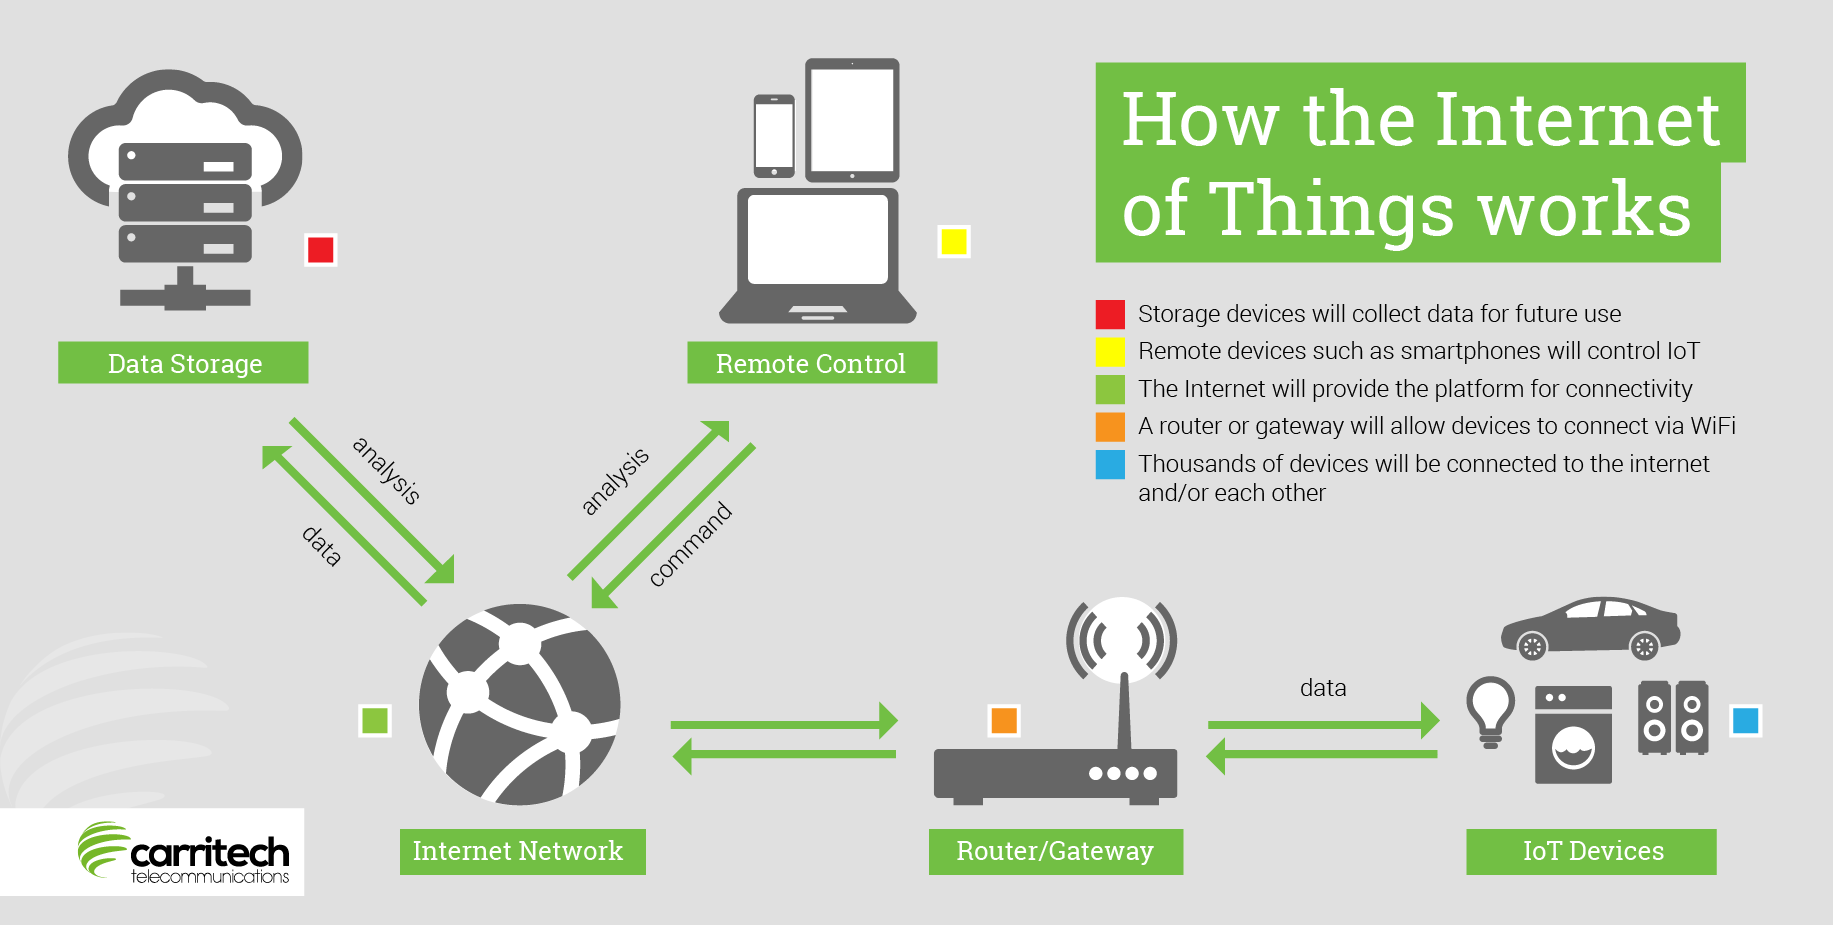 How the Internet
of Things works
Storage devices will collect data for future use
Remote devices such as smartphones will control IoT
The Internet will provide the platform for connectivity
A router or gateway will allow devices to connect via WiFi
Thousands of devices will be connected to the internet
and/or each other
Data Storage
Remote Control
analysis
data
analysis
command
data
Internet Network
Router/Gateway
IoT Devices
carritech
telecommunications